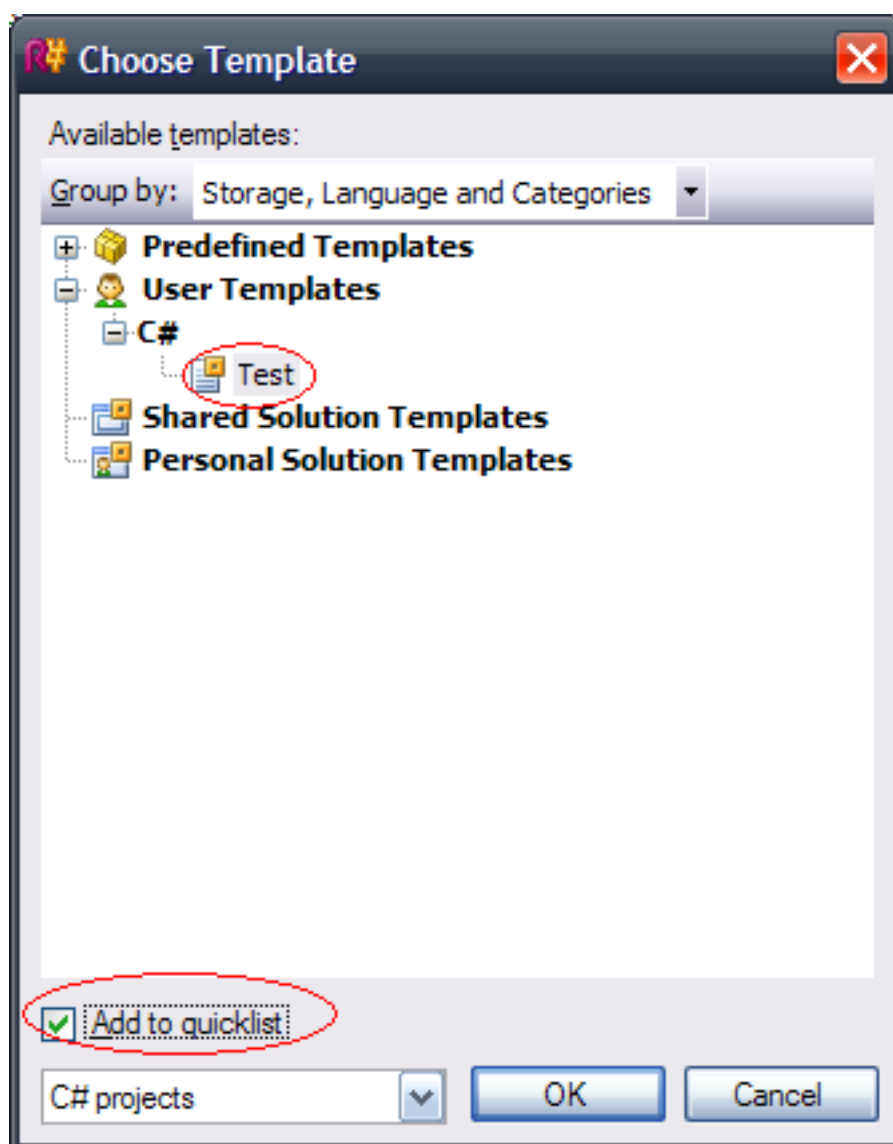 R# Choose Template
Available templates:
Group by: Storage, Language and Categories
Predefined Templates
User Templates
C#
Test
Shared Solution Templates
Personal Solution Templates
Add to quicklist
C# projects OK Cancel